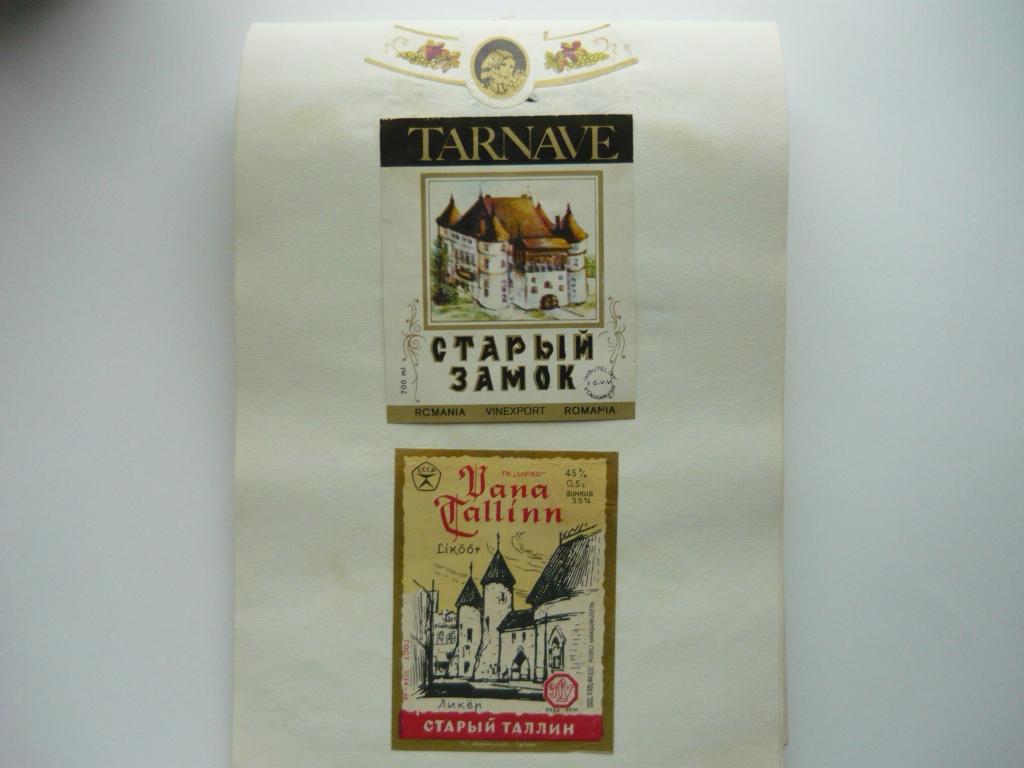 TARNAVE
СТАРЫЙ
ЗАМОК
700 ml
I.C.V.V.
ROMANIA VINEXPORT ROMANIA
СССР
TK „LIVIKO"
Vana
Tallinn
45%
0,5 L
SUHKUR
35%
Liköör
Ликёр
СТАРЫЙ ТАЛЛИН